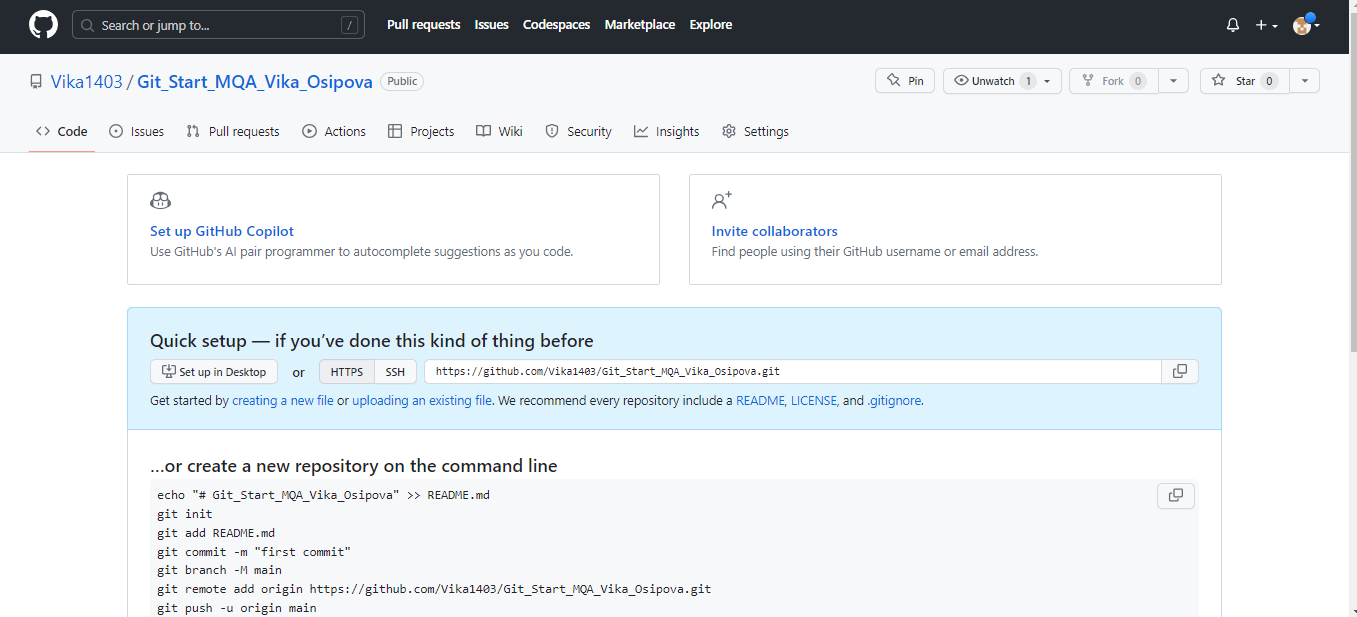 Search or jump to... / Pull requests Issues Codespaces Marketplace Explore
Vika1403 / Git_Start_MQA_Vika_Osipova Public Pin Unwatch 1 Fork 0 Star 0
Code Issues Pull requests Actions Projects Wiki Security Insights Settings
Set up GitHub Copilot
Use GitHub's AI pair programmer to autocomplete suggestions as you code.
Invite collaborators
Find people using their GitHub username or email address.
Quick setup — if you’ve done this kind of thing before
Set up in Desktop or HTTPS SSH https://github.com/Vika1403/Git_Start_MQA_Vika_Osipova.git
Get started by creating a new file or uploading an existing file. We recommend every repository include a README, LICENSE, and .gitignore.
…or create a new repository on the command line
echo "# Git_Start_MQA_Vika_Osipova" >> README.md
git init
git add README.md
git commit -m "first commit"
git branch -M main
git remote add origin https://github.com/Vika1403/Git_Start_MQA_Vika_Osipova.git
git push -u origin main